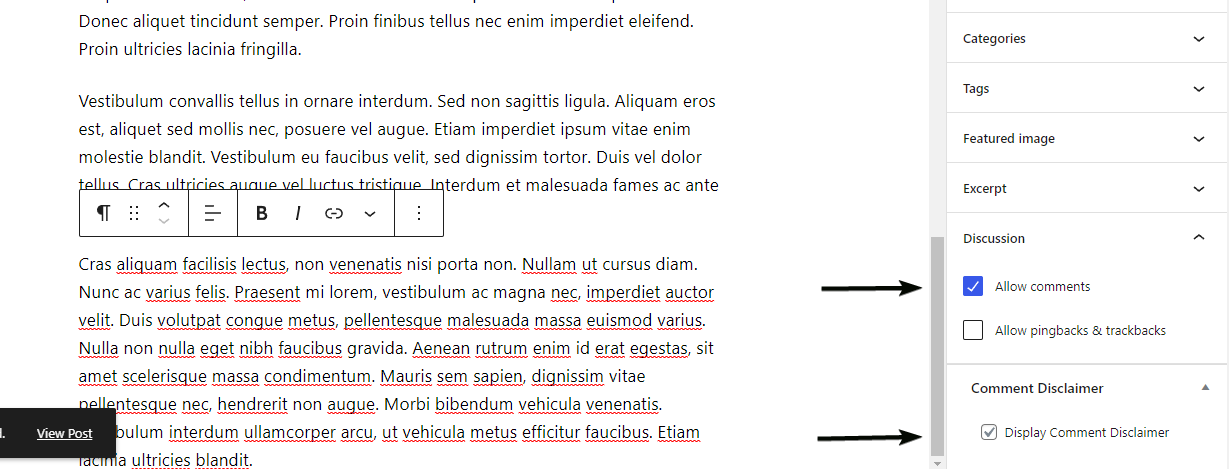 Donec aliquet tincidunt semper. Proin finibus tellus nec enim imperdiet eleifend.
Proin ultricies lacinia fringilla.
Vestibulum convallis tellus in ornare interdum. Sed non sagittis ligula. Aliquam eros
est, aliquet sed mollis nec, posuere vel augue. Etiam imperdiet ipsum vitae enim
molestie blandit. Vestibulum eu faucibus velit, sed dignissim tortor. Duis vel dolor
tellus. Cras ultricies augue vel luctus tristique. Interdum et malesuada fames ac ante
B I
Cras aliquam facilisis lectus, non venenatis nisi porta non. Nullam ut cursus diam.
Nunc ac varius felis. Praesent mi lorem, vestibulum ac magna nec, imperdiet auctor
velit. Duis volutpat congue metus, pellentesque malesuada massa euismod varius.
Nulla non nulla eget nibh faucibus gravida. Aenean rutrum enim id erat egestas, sit
amet scelerisque massa condimentum. Mauris sem sapien, dignissim vitae
pellentesque nec, hendrerit non augue. Morbi bibendum vehicula venenatis.
bulum interdum ullamcorper arcu, ut vehicula metus efficitur faucibus. Etiam
lacinia ultricies blandit.
d. View Post
Categories
Tags
Featured image
Excerpt
Discussion
Allow comments
Allow pingbacks & trackbacks
Comment Disclaimer
Display Comment Disclaimer